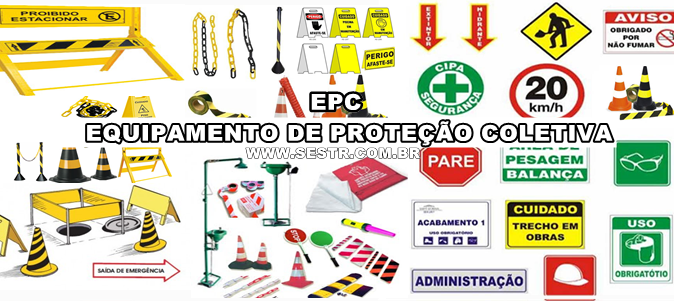 PROIBIDO
ESTACIONAR
PERIGO
AFASTE-SE
EXTINTOR
HIDRANTE
AVISO
OBRIGADO
POR
NÃO FUMAR
CIPA
SEGURANÇA
20
km/h
EPC
EQUIPAMENTO DE PROTEÇÃO COLETIVA
WWW.SESTR.COM.BR
PARE
ÁREA DE
PESAGEM
BALANÇA
ACABAMENTO 1
USO OBRIGATÓRIO
CUIDADO
TRECHO EM
OBRAS
USO
OBRIGATÓTIO
SAÍDA DE EMERGÊNCIA
ADMINISTRAÇÃO